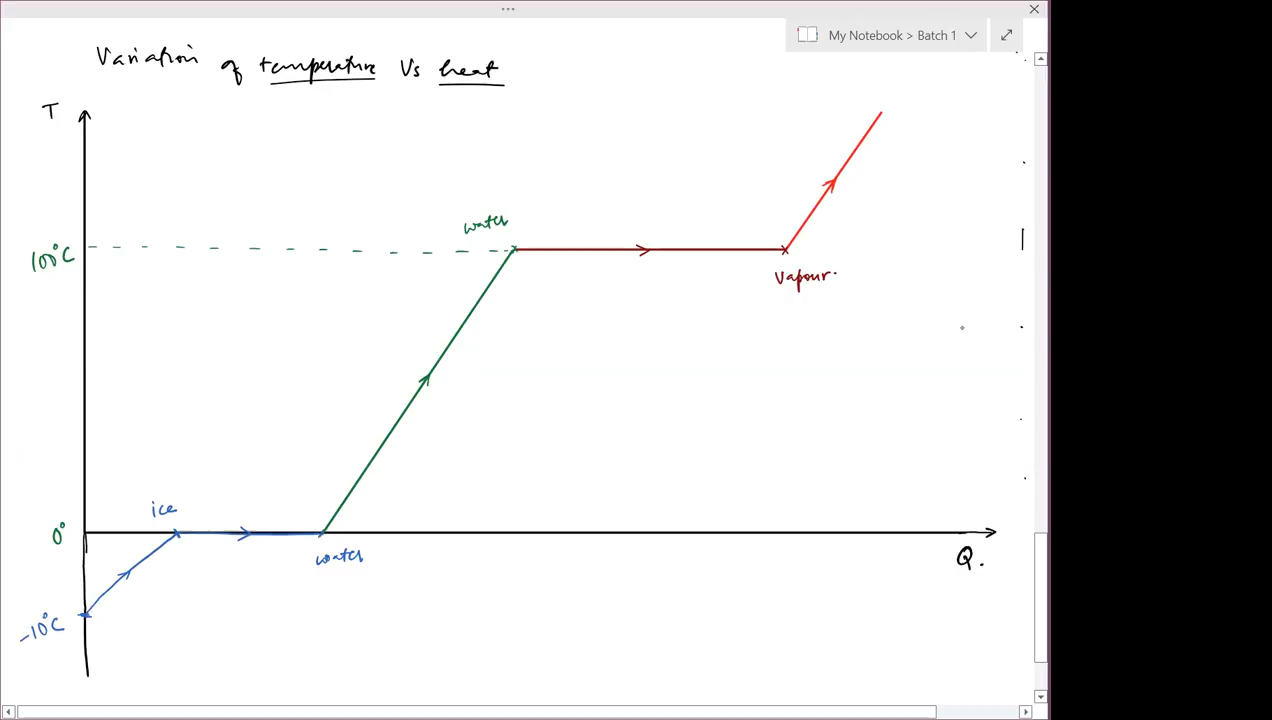 My Notebook > Batch 1
Variation of temperature Vs heat
T
water
100°C
Vapour.
ice
0°
water
Q.
-10°C